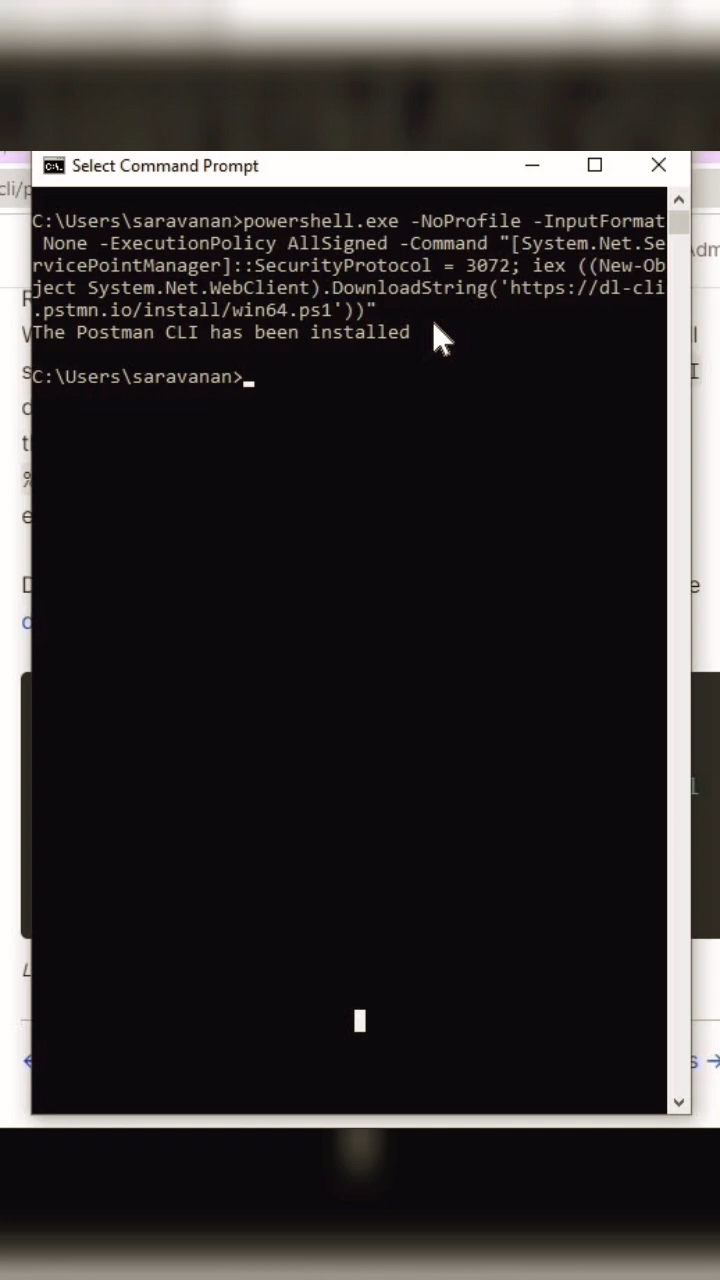 Select Command Prompt
cli/p
C:\Users\saravanan>powershell.exe -NoProfile -InputFormat
None -ExecutionPolicy AllSigned -Command "[System.Net.Se
rvicePointManager]::SecurityProtocol = 3072; iex ((New-Ob
ject System.Net.WebClient).DownloadString('https://dl-cli
.pstmn.io/install/win64.ps1'))"
The Postman CLI has been installed
C:\Users\saravanan>